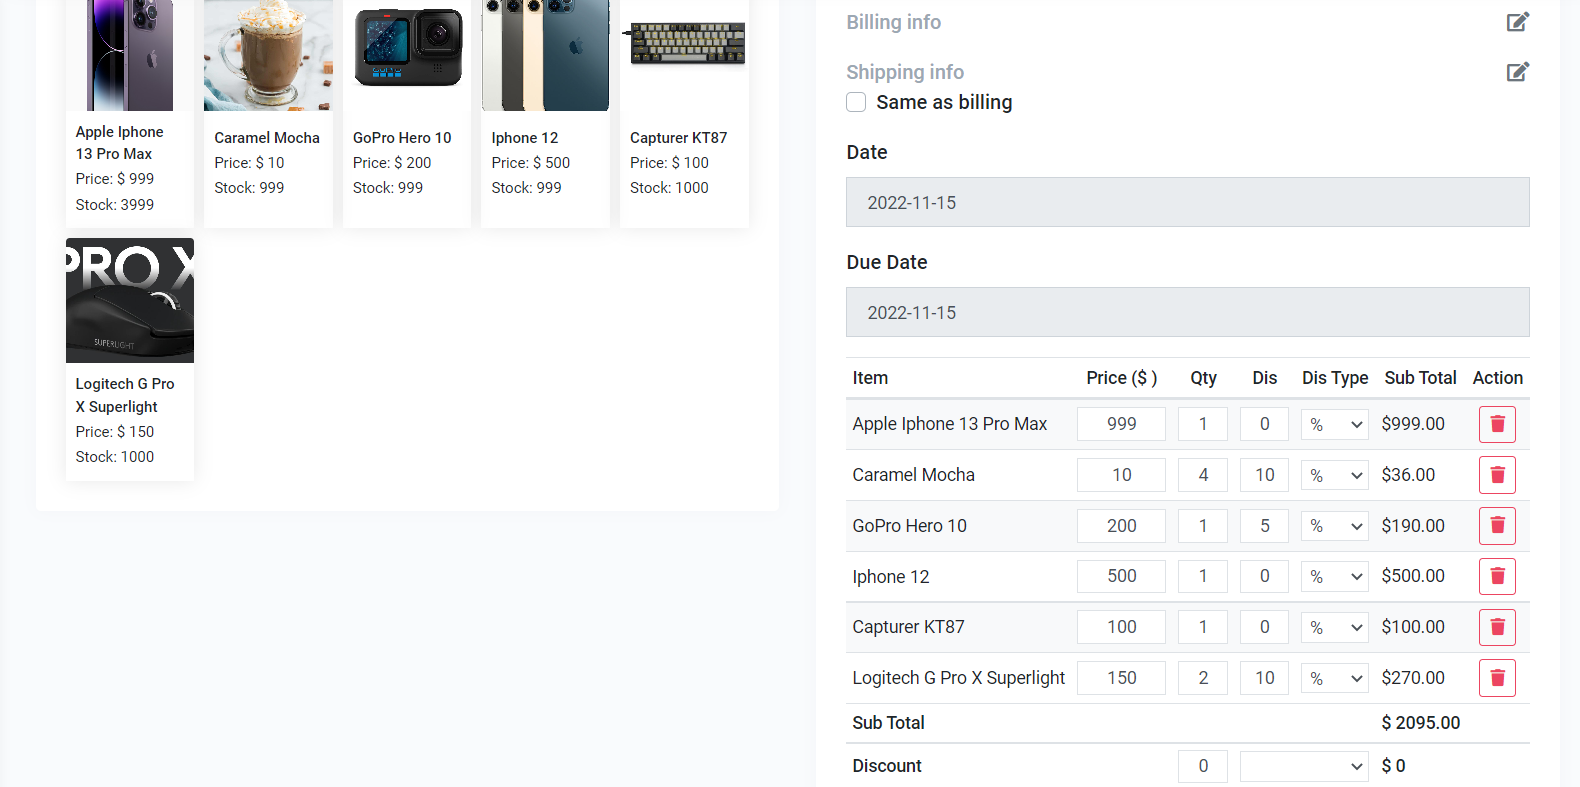 Apple Iphone
13 Pro Max
Price: $ 999
Stock: 3999
Caramel Mocha
Price: $ 10
Stock: 999
GoPro Hero 10
Price: $ 200
Stock: 999
Iphone 12
Price: $ 500
Stock: 999
Capturer KT87
Price: $ 100
Stock: 1000
PRO X
SUPERLIGHT
Logitech G Pro
X Superlight
Price: $ 150
Stock: 1000
Billing info
Shipping info
Same as billing
Date
2022-11-15
Due Date
2022-11-15
Item Price ($ ) Qty Dis Dis Type Sub Total Action
Apple Iphone 13 Pro Max 999 1 0 % $999.00
Caramel Mocha 10 4 10 % $36.00
GoPro Hero 10 200 1 5 % $190.00
Iphone 12 500 1 0 % $500.00
Capturer KT87 100 1 0 % $100.00
Logitech G Pro X Superlight 150 2 10 % $270.00
Sub Total $ 2095.00
Discount 0 $ 0